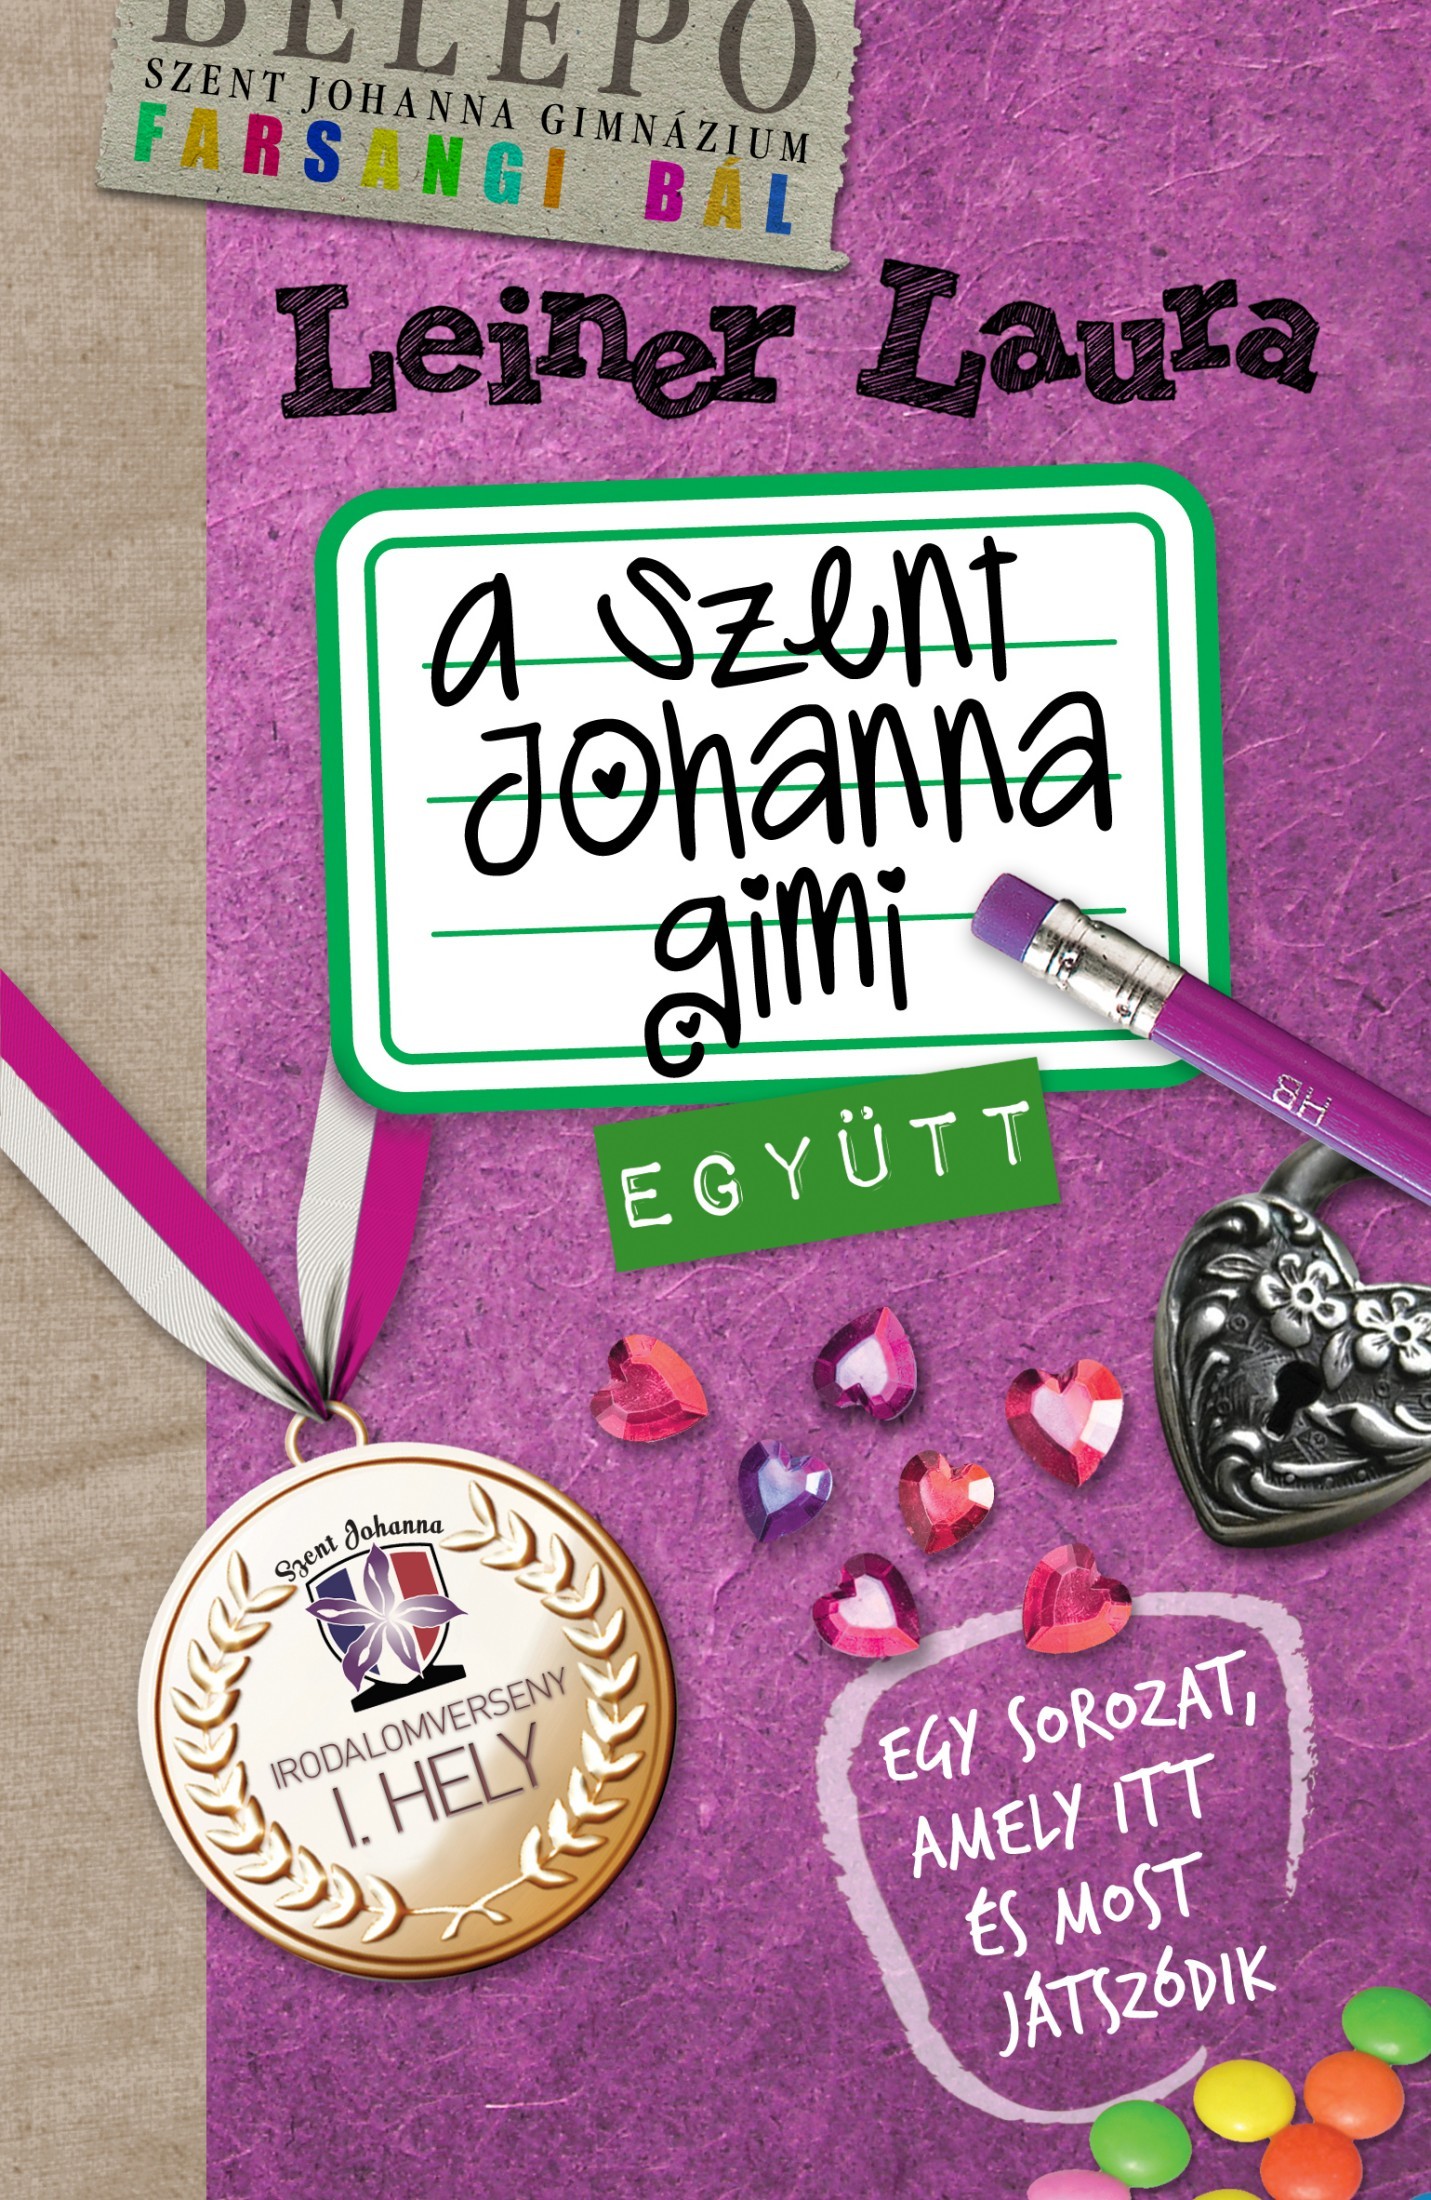 BELÉPŐ
SZENT JOHANNA GIMNÁZIUM
FARSANGI BÁL
Leiner Laura
a szent
johanna
gimi
HB
EGYÜTT
Szent Johanna
IRODALOMVERSENY
I. HELY
EGY SOROZAT,
AMELY ITT
ÉS MOST
JÁTSZÓDIK